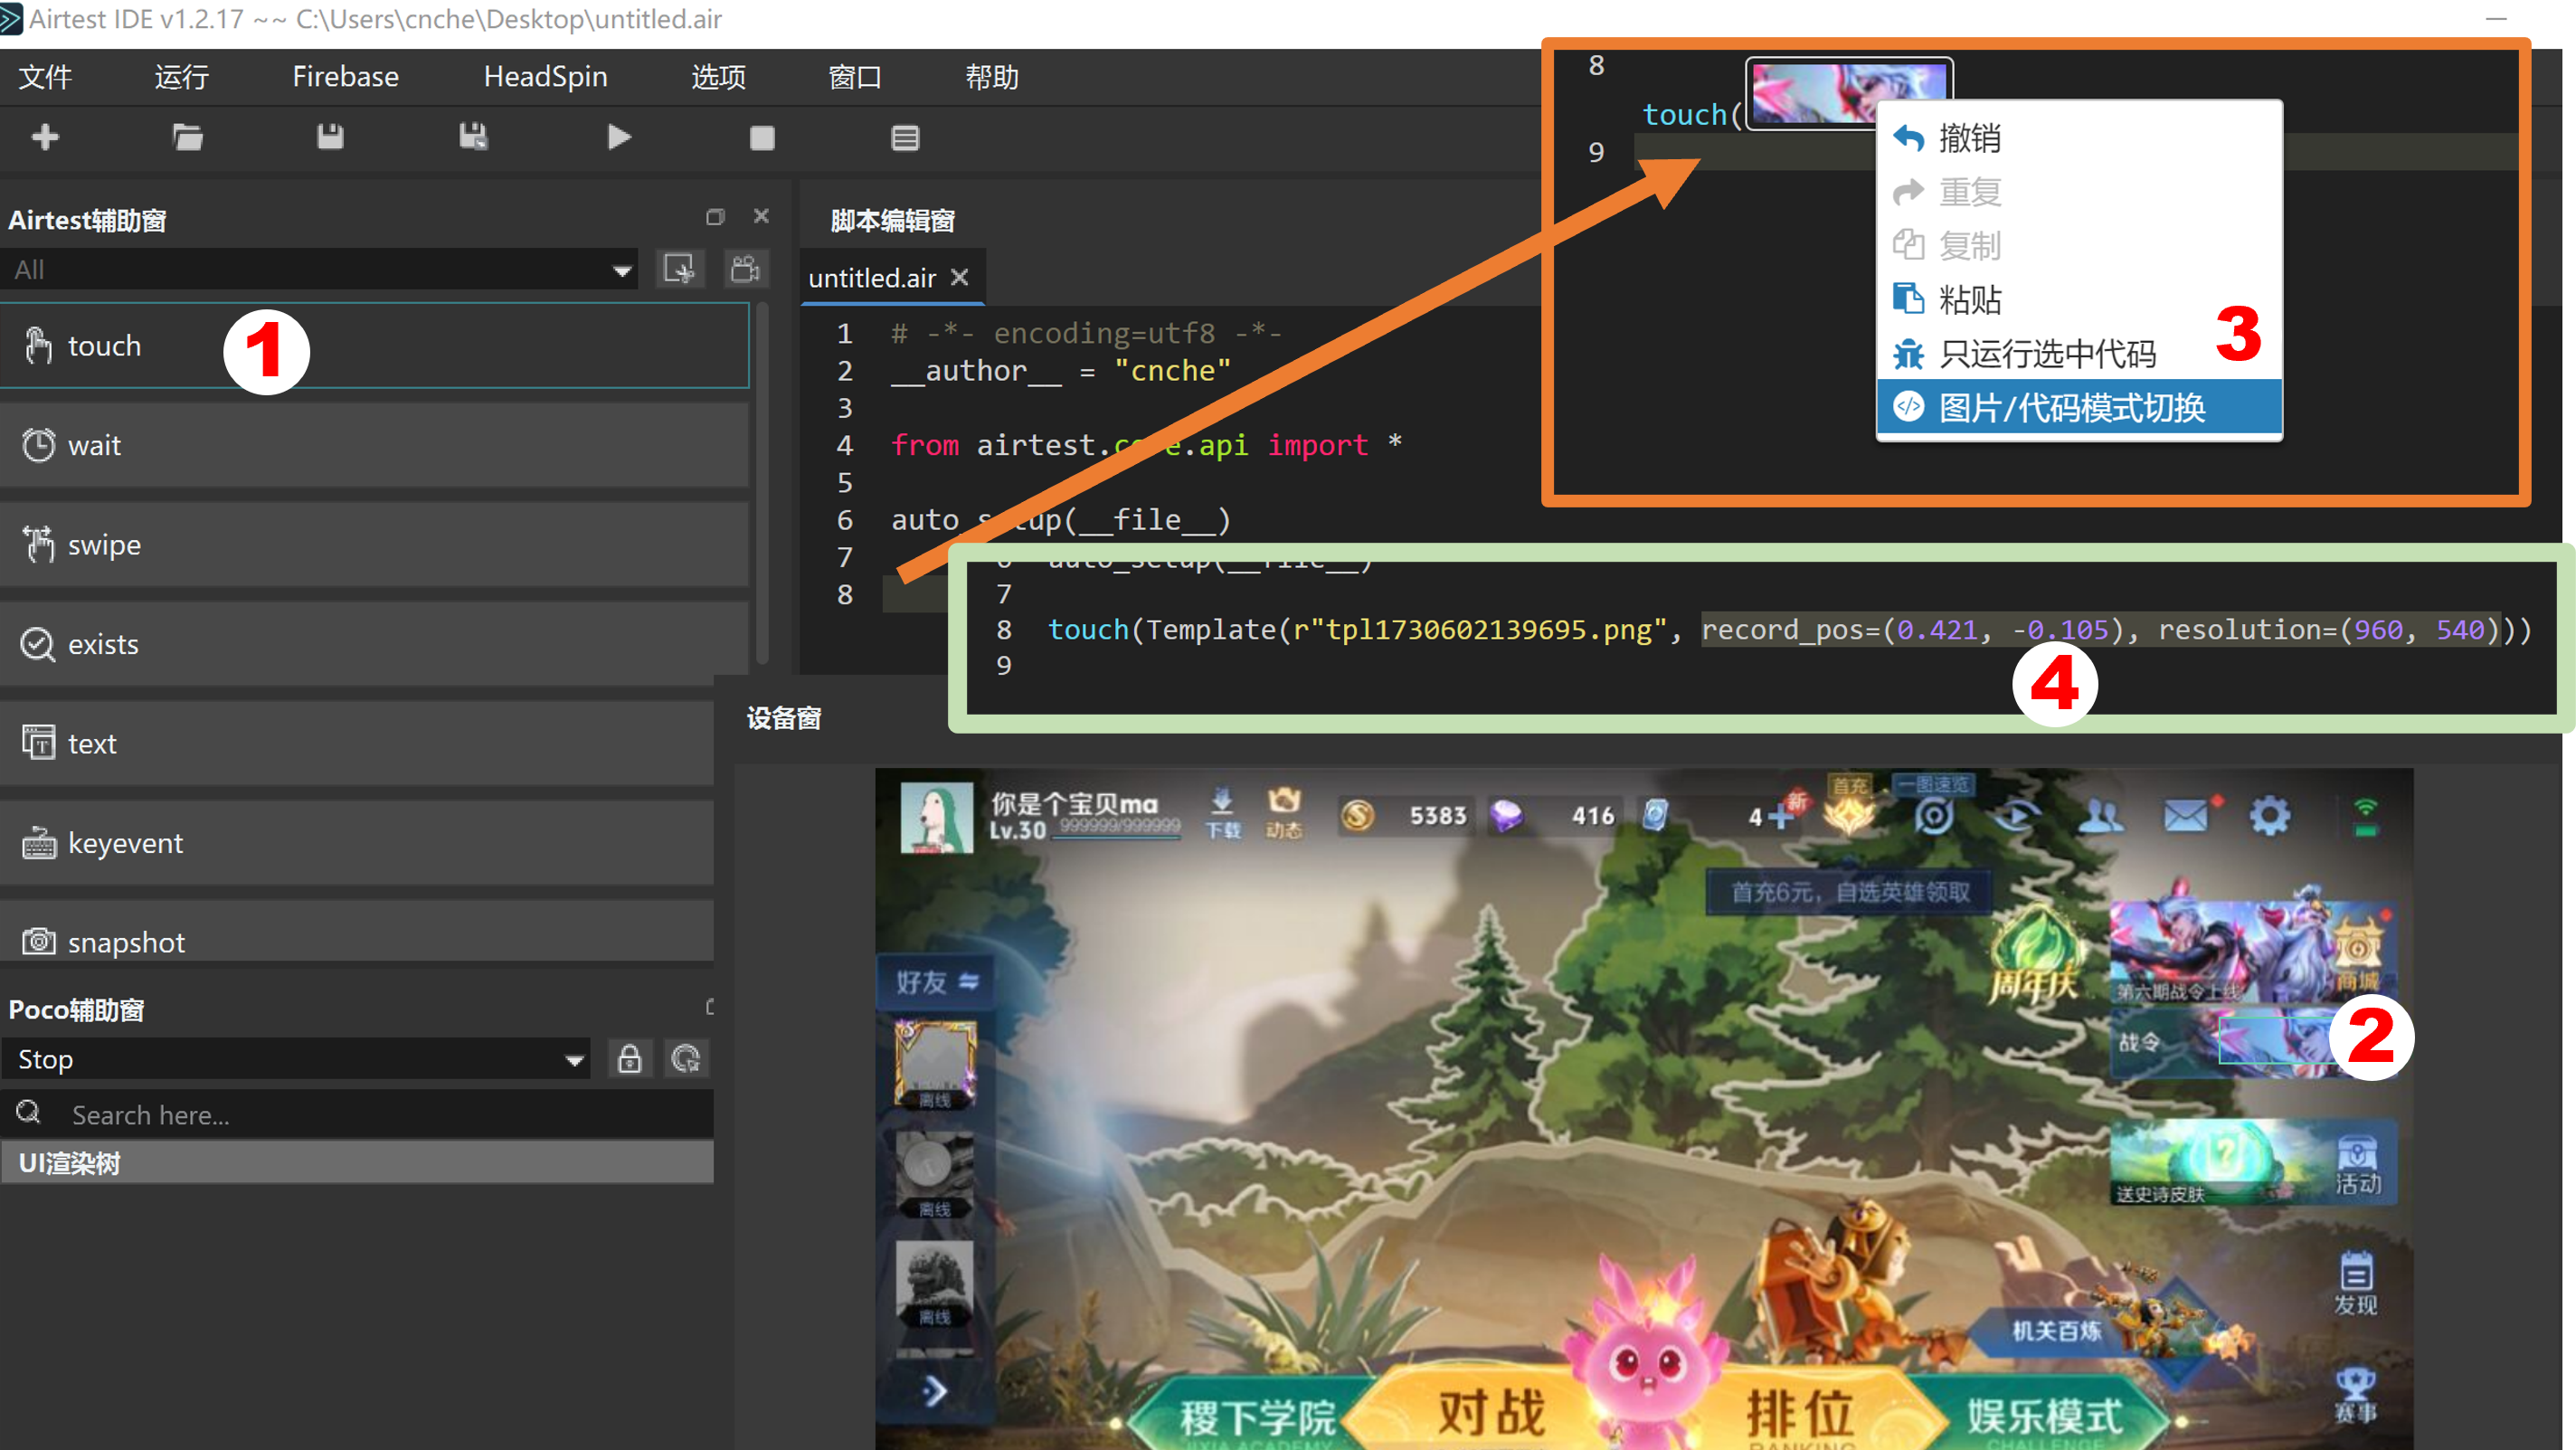 Airtest IDE v1.2.17 ~~ C:\Users\cnche\Desktop\untitled.air
文件 运行 Firebase HeadSpin 选项 窗口 帮助
Airtest辅助窗
All
touch
1
wait
swipe
exists
text
keyevent
snapshot
Poco辅助窗
Stop
Search here...
UI渲染树
脚本编辑窗
untitled.air
1 # -*- encoding=utf8 -*-
2 __author__ = "cnche"
3
4 from airtest.core.api import *
5
6 auto_setup(__file__)
7
8
8
touch(
9
撤销
重复
复制
粘贴
只运行选中代码
图片/代码模式切换
3
6 auto_setup(__file__)
7
8 touch(Template(r"tpl1730602139695.png", record_pos=(0.421, -0.105), resolution=(960, 540)))
9
4
设备窗
你是个宝贝ma
Lv.30 999999/999999
下载
动态
5383
416
4
新
首充
一图速览
首充6元，自选英雄领取
好友
周年庆
第六期战令上线
商城
战令
2
离线
离线
离线
送史诗皮肤
活动
发现
机关百炼
赛事
稷下学院
JIXIA ACADEMY
对战
排位
RANKING
娱乐模式
CHALLENGE